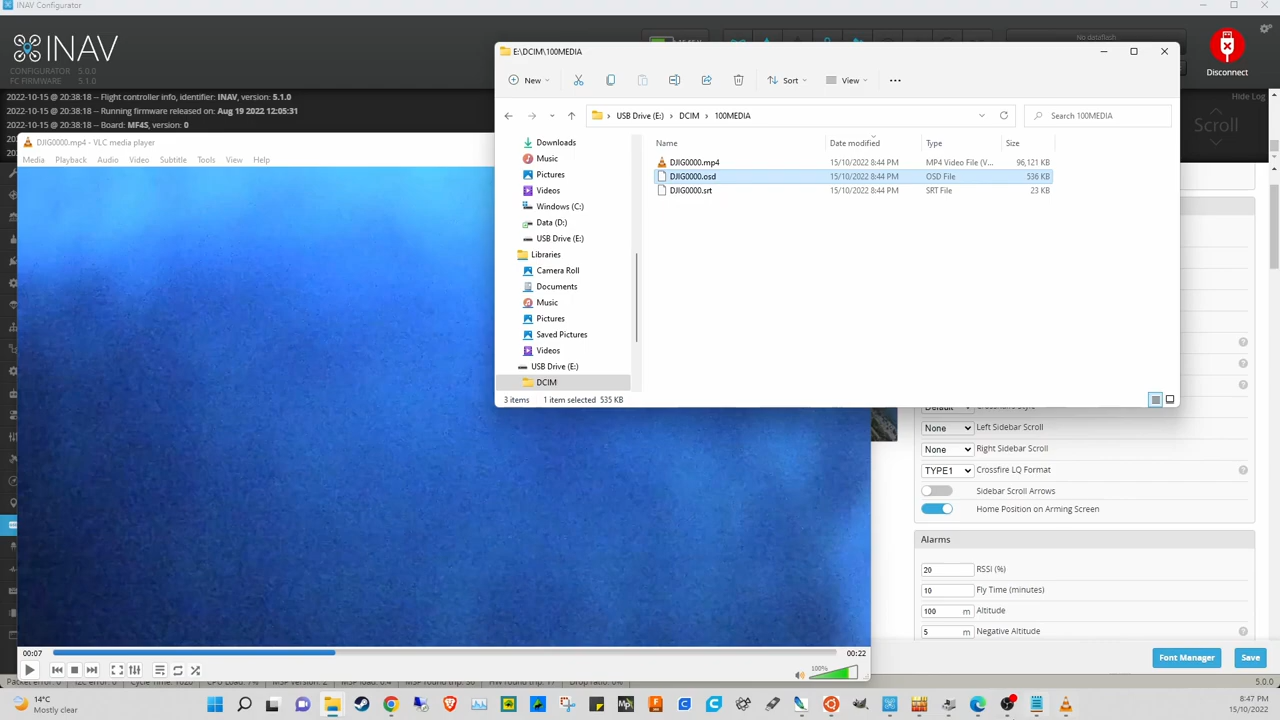 INAV Configurator
INAV
CONFIGURATOR
5.0.0
FC FIRMWARE
5.1.0
No dataflash
Disconnect
Hide Log
Scroll
2022-10-15 @ 20:38:18 -- Flight controller info, identifier: INAV, version: 5.1.0
2022-10-15 @ 20:38:18 -- Running firmware released on: Aug 19 2022 12:05:31
2022-10-15 @ 20:38:18 -- Board: MF4S, version: 0
DJIG0000.mp4 - VLC media player
Media Playback Audio Video Subtitle Tools View Help
E:\DCIM\100MEDIA
New
Sort
View
USB Drive (E:) DCIM 100MEDIA
Search 100MEDIA
Downloads
Music
Pictures
Videos
Windows (C:)
Data (D:)
USB Drive (E:)
Libraries
Camera Roll
Documents
Music
Pictures
Saved Pictures
Videos
USB Drive (E:)
DCIM
Name Date modified Type Size
DJIG0000.mp4 15/10/2022 8:44 PM MP4 Video File (V... 96,121 KB
DJIG0000.osd 15/10/2022 8:44 PM OSD File 536 KB
DJIG0000.srt 15/10/2022 8:44 PM SRT File 23 KB
3 items 1 item selected 535 KB
None Left Sidebar Scroll
None Right Sidebar Scroll
TYPE1 Crossfire LQ Format
Sidebar Scroll Arrows
Home Position on Arming Screen
Alarms
20 RSSI (%)
10 Fly Time (minutes)
100 m Altitude
5 m Negative Altitude
Font Manager
Save
00:07
00:22
100%
5.0.0
14°C
Mostly clear
15/10/2022